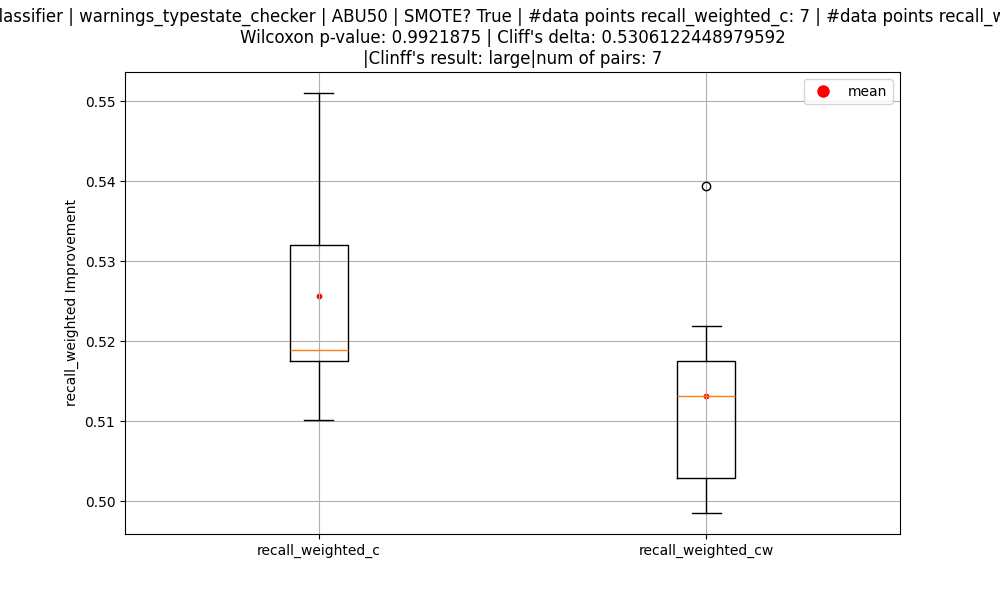 | warnings_typestate_checker | ABU50 | SMOTE? True | #data points recall_weighted_c: 7 | #data points
Wilcoxon p-value: 0.9921875 | Cliff's delta: 0.5306122448979592
|Clinff's result: large|num of pairs: 7
mean
0.55
0.54
0.53
0.52
0.51
0.50
recall_weighted Improvement
recall_weighted_c
recall_weighted_cw